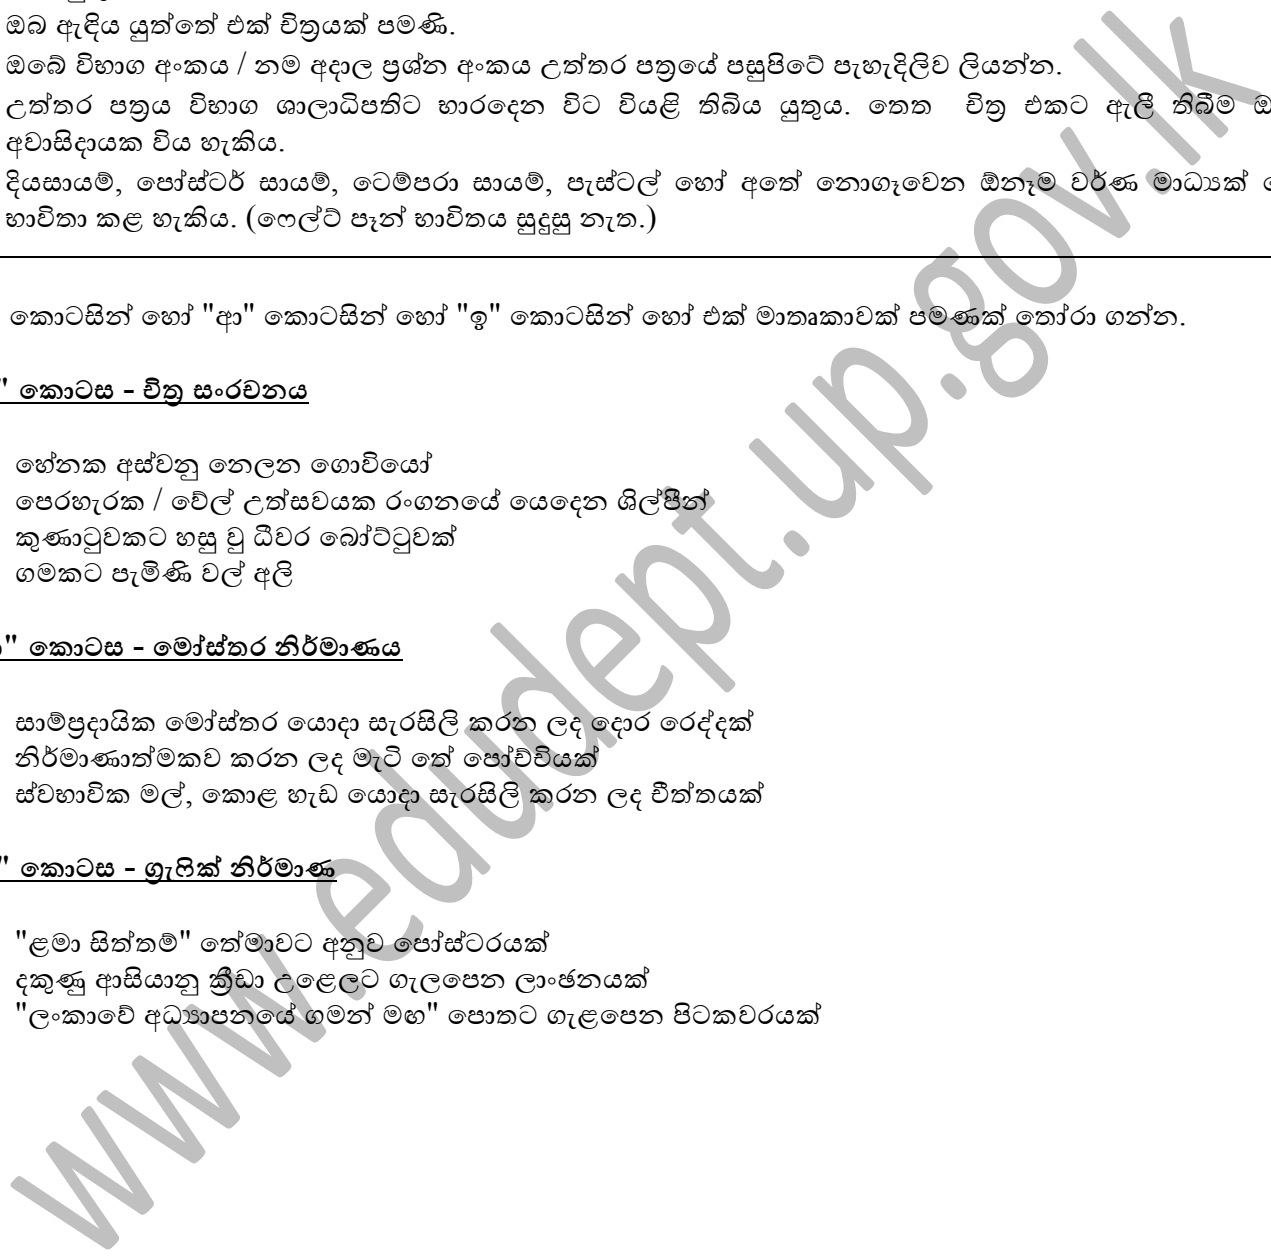 ඔබ ඇඳිය යුත්තේ එක් චිත්‍රයක් පමණි.
ඔබේ විභාග අංකය / නම අදාල ප්‍රශ්න අංකය උත්තර පත්‍රයේ පසුපිටේ පැහැදිලිව ලියන්න.
උත්තර පත්‍රය විභාග ශාලාධිපතිට භාරදෙන විට වියළි තිබිය යුතුය. තෙත චිත්‍ර එකට ඇලී තිබීම
අවාසිදායක විය හැකිය.
දියසායම්, පෝස්ටර් සායම්, ටෙම්පරා සායම්, පැස්ටල් හෝ අතේ නොගෑවෙන ඕනෑම වර්ණ මාධ්‍යක්
භාවිතා කළ හැකිය. (ෆෙල්ට් පෑන් භාවිතය සුදුසු නැත.)
කොටසින් හෝ "ආ" කොටසින් හෝ "ඉ" කොටසින් හෝ එක් මාතෘකාවක් පමණක් තෝරා ගන්න.
" කොටස - චිත්‍ර සංරචනය
හේනක අස්වනු නෙලන ගොවියෝ
පෙරහැරක / වේල් උත්සවයක රංගනයේ යෙදෙන ශිල්පීන්
කුණාටුවකට හසු වු ධීවර බෝට්ටුවක්
ගමකට පැමිණි වල් අලි
" කොටස - මෝස්තර නිර්මාණය
සාම්ප්‍රදායික මෝස්තර යොදා සැරසිලි කරන ලද දොර රෙද්දක්
නිර්මාණාත්මකව කරන ලද මැටි තේ පෝච්චියක්
ස්වභාවික මල්, කොළ හැඩ යොදා සැරසිලි කරන ලද චීත්තයක්
" කොටස - ග්‍රැෆික් නිර්මාණ
"ළමා සිත්තම්" තේමාවට අනුව පෝස්ටරයක්
දකුණු ආසියානු ක්‍රීඩා උළෙලට ගැලපෙන ලාංඡනයක්
"ලංකාවේ අධ්‍යාපනයේ ගමන් මඟ" පොතට ගැළපෙන පිටකවරයක්
www.edudept.up.gov.lk